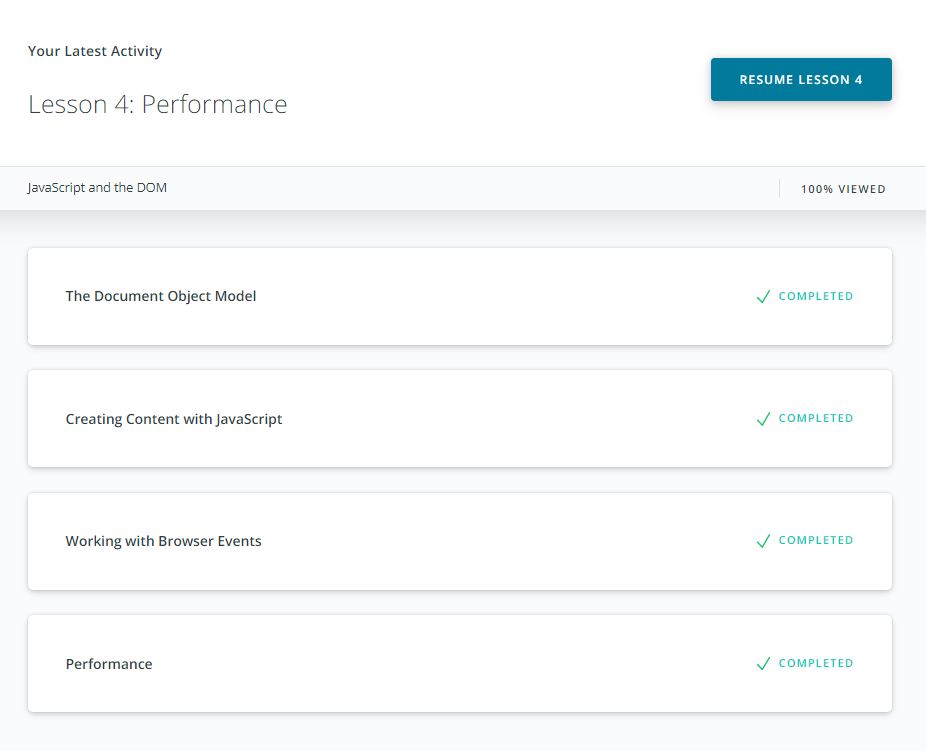 Your Latest Activity
Lesson 4: Performance
RESUME LESSON 4
JavaScript and the DOM
100% VIEWED
The Document Object Model
COMPLETED
Creating Content with JavaScript
COMPLETED
Working with Browser Events
COMPLETED
Performance
COMPLETED